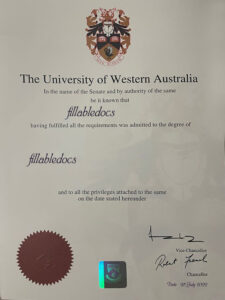 The University of Western Australia
In the name of the Senate and by authority of the same
be it known that
fillabledocs
having fulfilled all the requirements was admitted to the degree of
fillabledocs
and to all the privileges attached to the same
on the date stated hereunder
Vice-Chancellor
Chancellor
Date
July